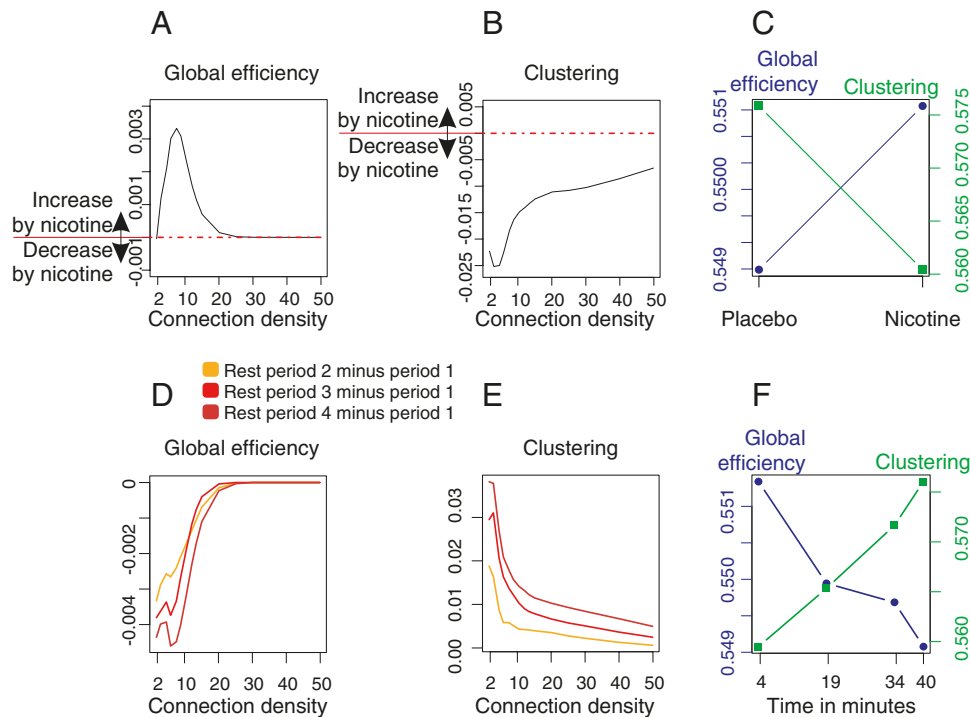 A
Global efficiency
0.003
0.001
-0.001
Increase
by nicotine
Decrease
by nicotine
2 10 20 30 40 50
Connection density
B
Clustering
Increase
by nicotine
Decrease
by nicotine
0.005
-0.005
-0.015
-0.025
2 10 20 30 40 50
Connection density
C
Global
efficiency
Clustering
0.551
0.5500
0.549
0.575
0.570
0.565
0.560
Placebo Nicotine
Rest period 2 minus period 1
Rest period 3 minus period 1
Rest period 4 minus period 1
D
Global efficiency
0
-0.002
-0.004
2 10 20 30 40 50
Connection density
E
Clustering
0.03
0.02
0.01
0.00
2 10 20 30 40 50
Connection density
F
Global
efficiency
Clustering
0.551
0.550
0.549
0.570
0.560
4 19 34 40
Time in minutes